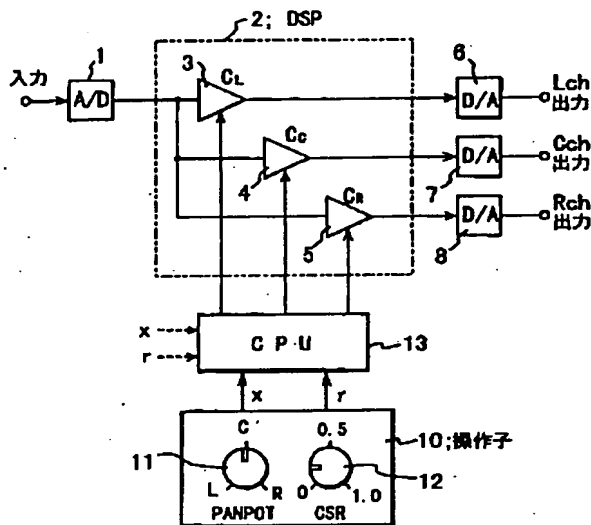 2; DSP
1
入力
A/D
3
CL
6
D/A
Lch
出力
4
Cc
7
D/A
Cch
出力
5
CR
8
D/A
Rch
出力
x
r
CPU
13
x
r
10;操作子
11
C
L
R
PANPOT
0.5
0
1.0
CSR
12